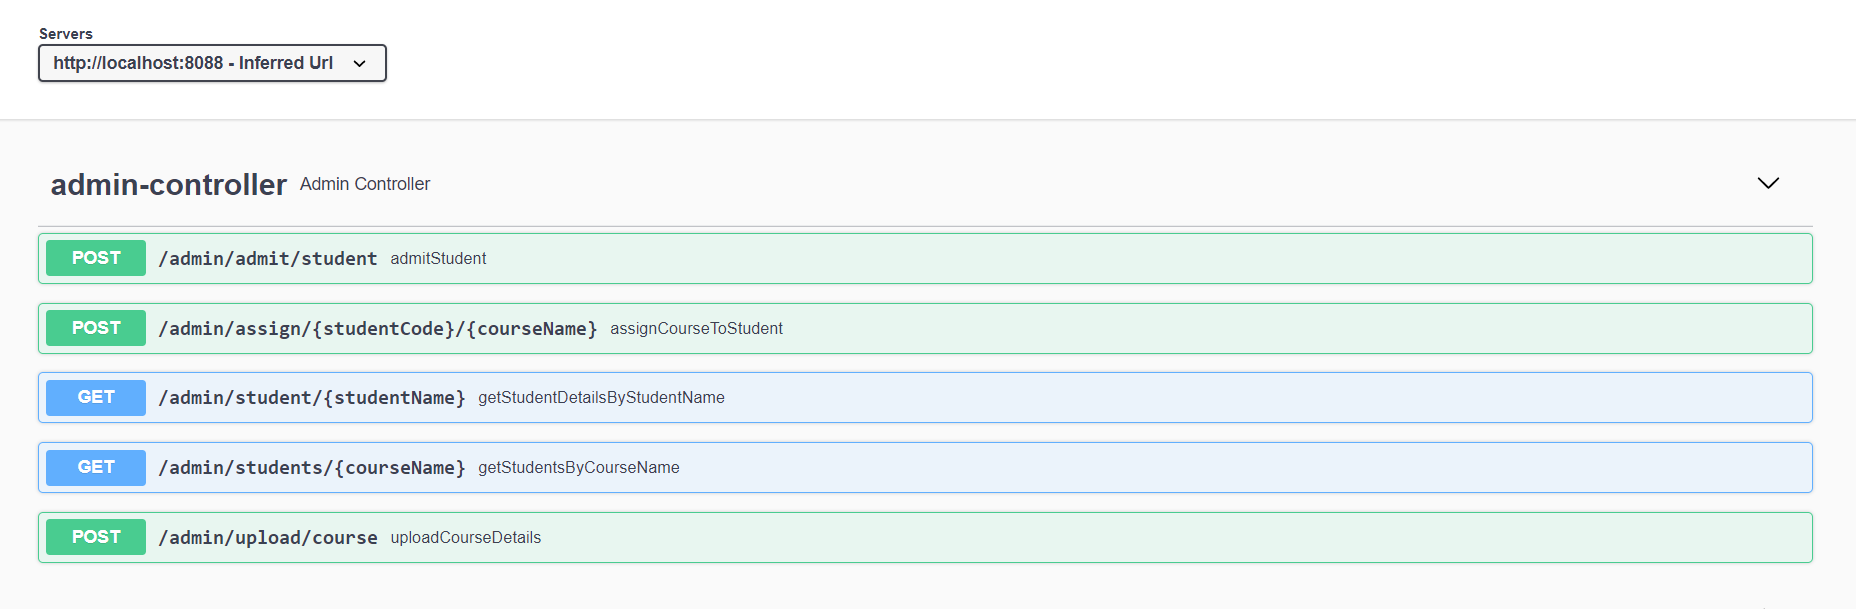 Servers
http://localhost:8088 - Inferred Url
admin-controller Admin Controller
POST /admin/admit/student admitStudent
POST /admin/assign/{studentCode}/{courseName} assignCourseToStudent
GET /admin/student/{studentName} getStudentDetailsByStudentName
GET /admin/students/{courseName} getStudentsByCourseName
POST /admin/upload/course uploadCourseDetails